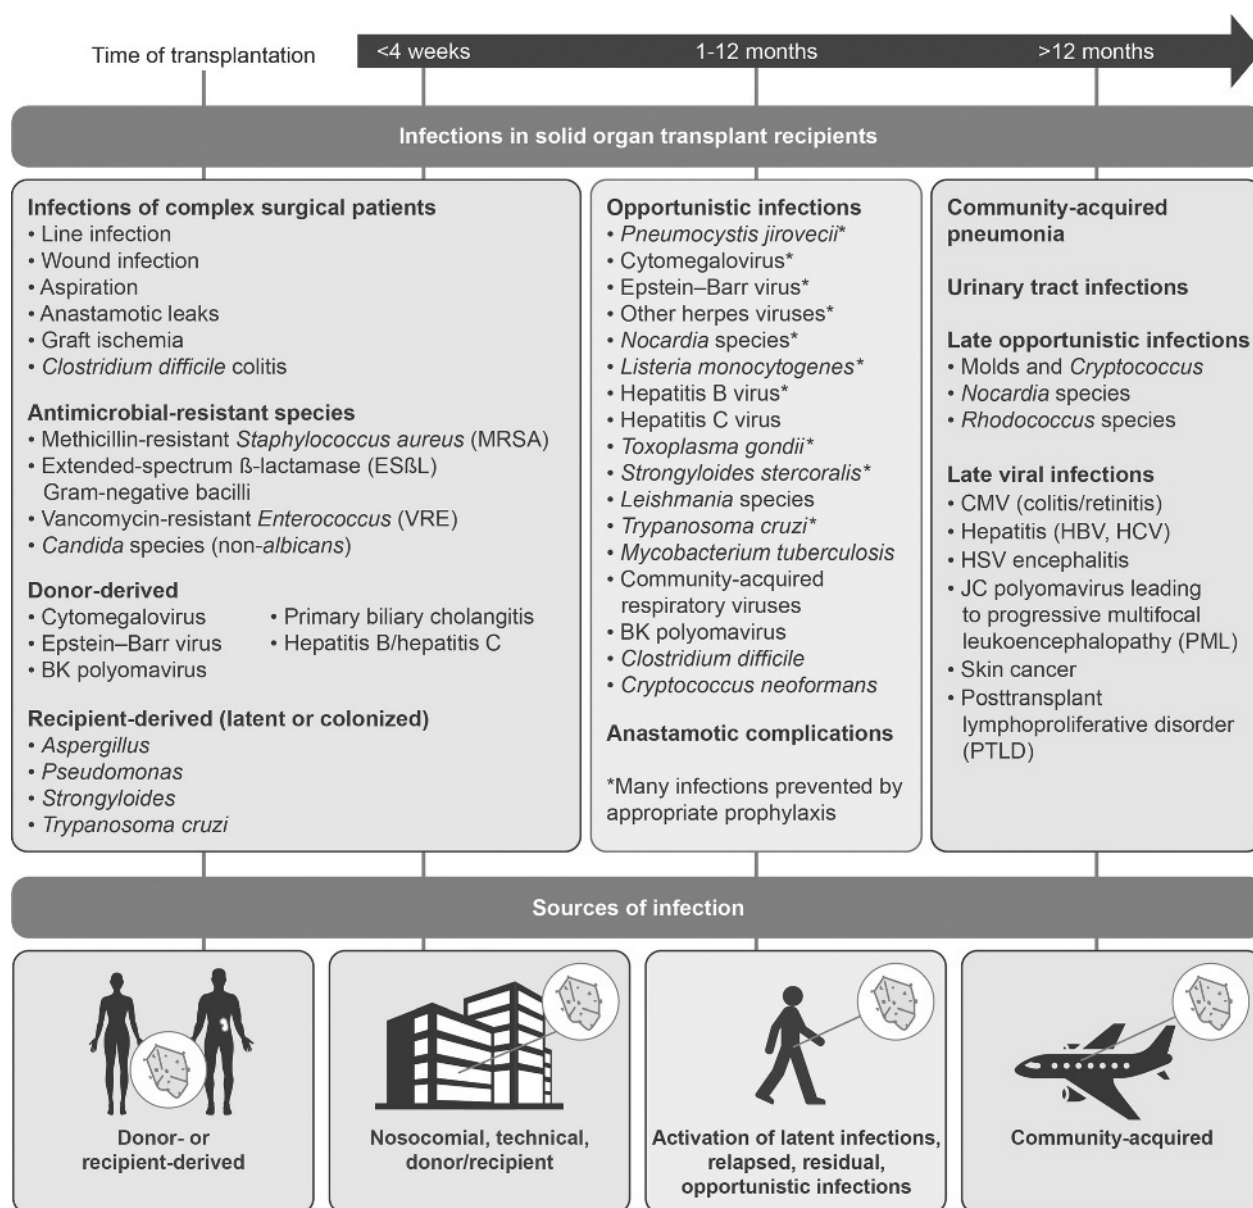 Time of transplantation
<4 weeks
1-12 months
>12 months
Infections in solid organ transplant recipients
Infections of complex surgical patients
• Line infection
• Wound infection
• Aspiration
• Anastamotic leaks
• Graft ischemia
• Clostridium difficile colitis
Antimicrobial-resistant species
• Methicillin-resistant Staphylococcus aureus (MRSA)
• Extended-spectrum ß-lactamase (ESßL)
Gram-negative bacilli
• Vancomycin-resistant Enterococcus (VRE)
• Candida species (non-albicans)
Donor-derived
• Cytomegalovirus
• Epstein–Barr virus
• BK polyomavirus
• Primary biliary cholangitis
• Hepatitis B/hepatitis C
Recipient-derived (latent or colonized)
• Aspergillus
• Pseudomonas
• Strongyloides
• Trypanosoma cruzi
Opportunistic infections
• Pneumocystis jirovecii*
• Cytomegalovirus*
• Epstein–Barr virus*
• Other herpes viruses*
• Nocardia species*
• Listeria monocytogenes*
• Hepatitis B virus*
• Hepatitis C virus
• Toxoplasma gondii*
• Strongyloides stercoralis*
• Leishmania species
• Trypanosoma cruzi*
• Mycobacterium tuberculosis
• Community-acquired
respiratory viruses
• BK polyomavirus
• Clostridium difficile
• Cryptococcus neoformans
Anastamotic complications
*Many infections prevented by
appropriate prophylaxis
Community-acquired
pneumonia
Urinary tract infections
Late opportunistic infections
• Molds and Cryptococcus
• Nocardia species
• Rhodococcus species
Late viral infections
• CMV (colitis/retinitis)
• Hepatitis (HBV, HCV)
• HSV encephalitis
• JC polyomavirus leading
to progressive multifocal
leukoencephalopathy (PML)
• Skin cancer
• Posttransplant
lymphoproliferative disorder
(PTLD)
Sources of infection
Donor- or
recipient-derived
Nosocomial, technical,
donor/recipient
Activation of latent infections,
relapsed, residual,
opportunistic infections
Community-acquired